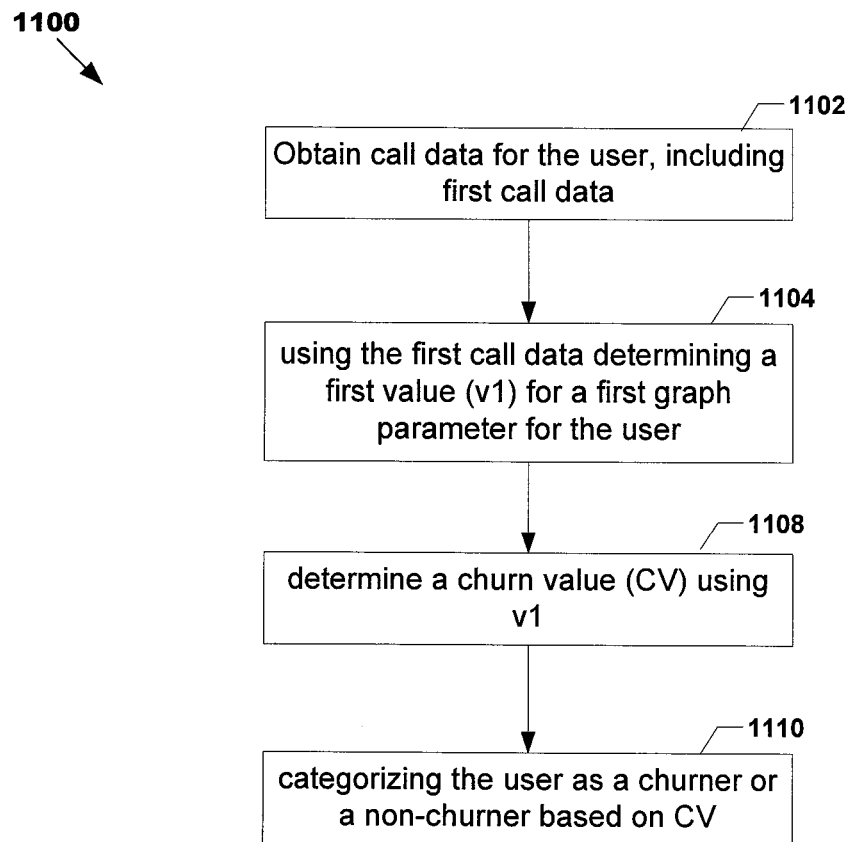 1100
1102
Obtain call data for the user, including
first call data
1104
using the first call data determining a
first value (v1) for a first graph
parameter for the user
1108
determine a churn value (CV) using
v1
1110
categorizing the user as a churner or
a non-churner based on CV